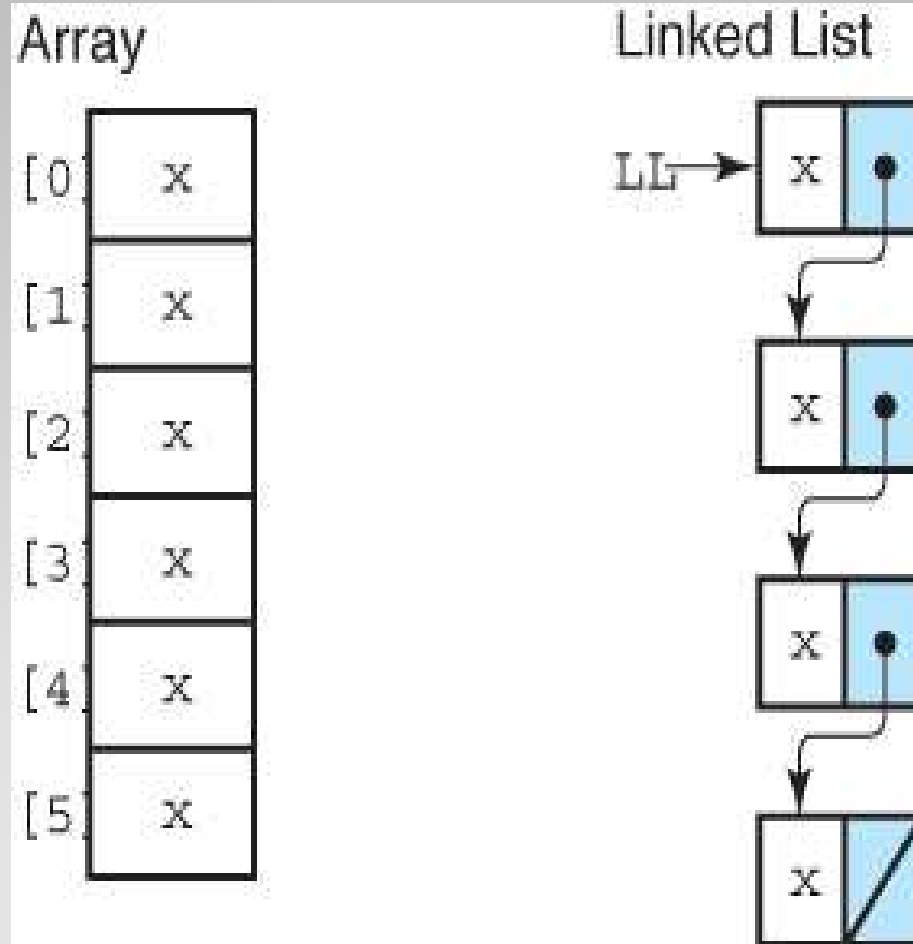 Array
Linked List
[0] x
[1] x
[2] x
[3] x
[4] x
[5] x
LL x
x
x
x